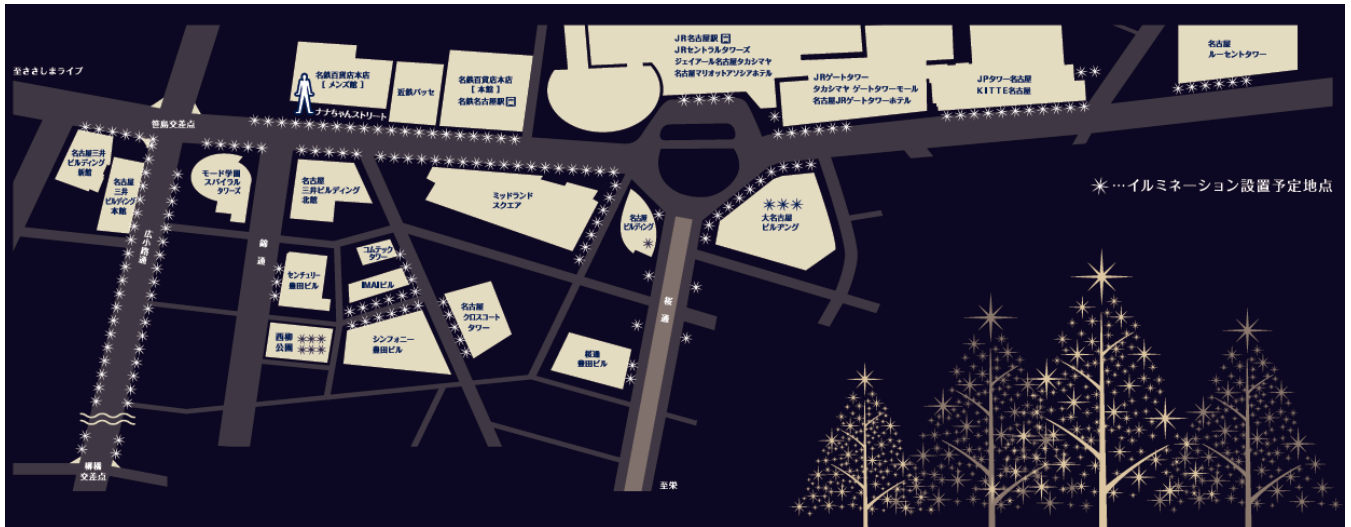 至ささしまライブ
名鉄百貨店本店
[ メンズ館 ]
ナナちゃんストリート
近鉄パッセ
名鉄百貨店本店
[ 本館 ]
名鉄名古屋駅
JR名古屋駅
JRセントラルタワーズ
ジェイアール名古屋タカシマヤ
名古屋マリオットアソシアホテル
JRゲートタワー
タカシマヤ ゲートタワーモール
名古屋JRゲートタワーホテル
JPタワー名古屋
KITTE名古屋
名古屋
ルーセントタワー
笹島交差点
名古屋三井
ビルディング
新館
名古屋
三井
ビルディング
本館
モード学園
スパイラル
タワーズ
名古屋
三井ビルディング
北館
ミッドランド
スクエア
名古屋
ビルディング
大名古屋
ビルヂング
…イルミネーション設置予定地点
広小路通
錦通
センチュリー
豊田ビル
コムテック
タワー
IMAIビル
西柳
公園
シンフォニー
豊田ビル
名古屋
クロスコート
タワー
桜通
桜通
豊田ビル
柳橋
交差点
至栄